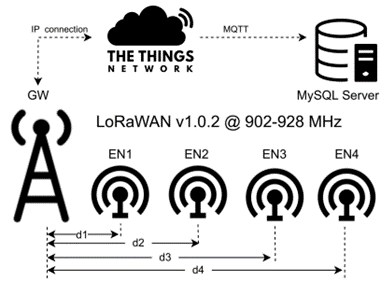 IP connection
MQTT
THE THINGS
NETWORK
GW
MySQL Server
LoRaWAN v1.0.2 @ 902-928 MHz
EN1 EN2 EN3 EN4
d1
d2
d3
d4